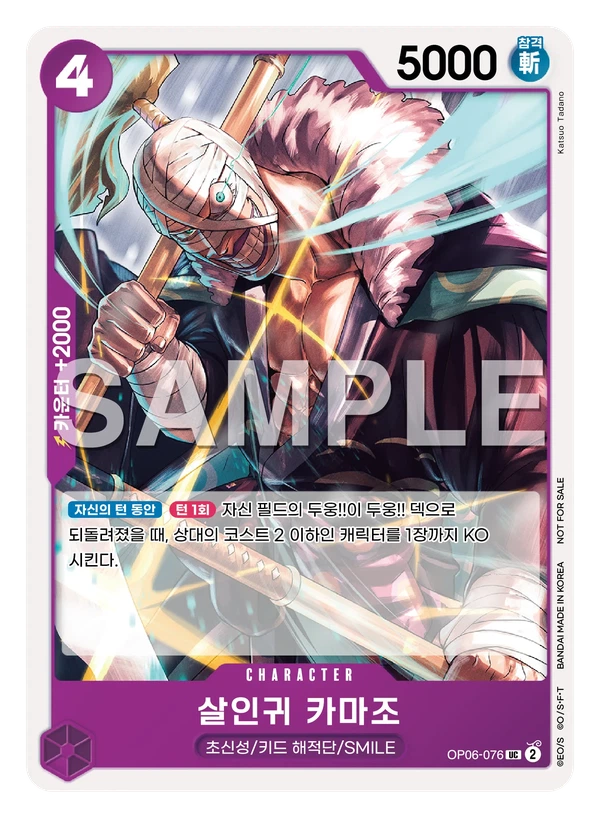 4
5000
참격
斬
Katsuo Tadano
카운터 +2000
SAMPLE
자신의 턴 동안 턴 1회 자신 필드의 두웅!!이 두웅!! 덱으로
되돌려졌을 때, 상대의 코스트 2 이하인 캐릭터를 1장까지 KO
시킨다.
CHARACTER
살인귀 카마조
초신성/키드 해적단/SMILE
OP06-076 UC 2
©EO/S ©O/S·F·T BANDAI MADE IN KOREA NOT FOR SALE